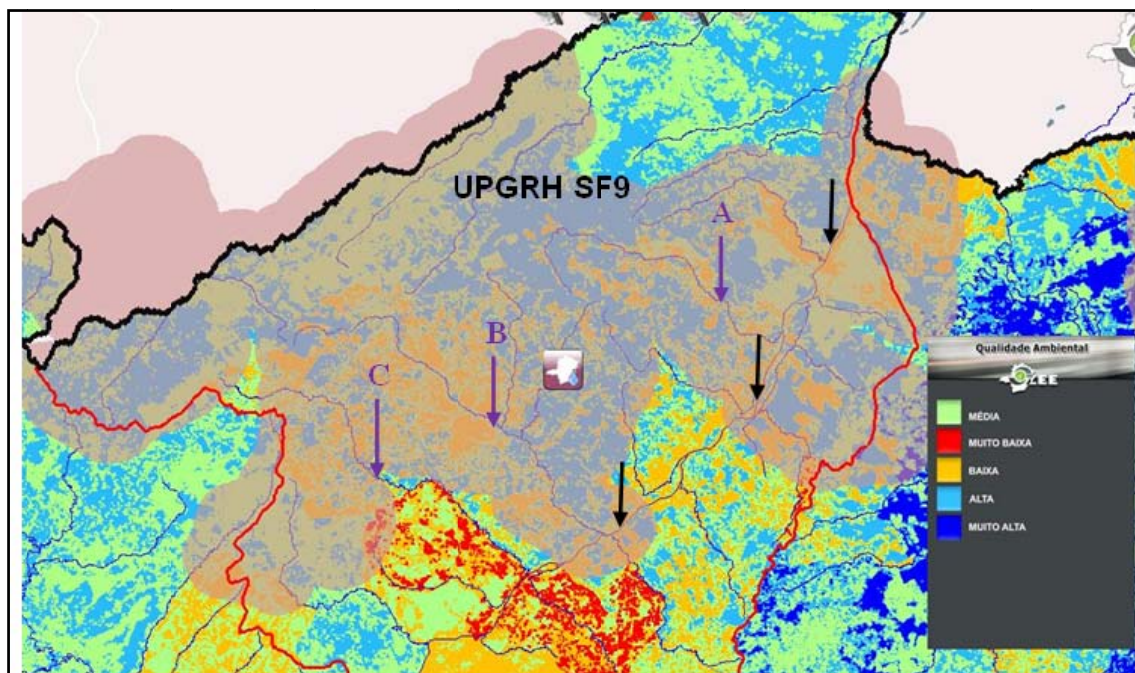 UPGRH SF9
A
B
C
Qualidade Ambiental
ZEE
MÉDIA
MUITO BAIXA
BAIXA
ALTA
MUITO ALTA